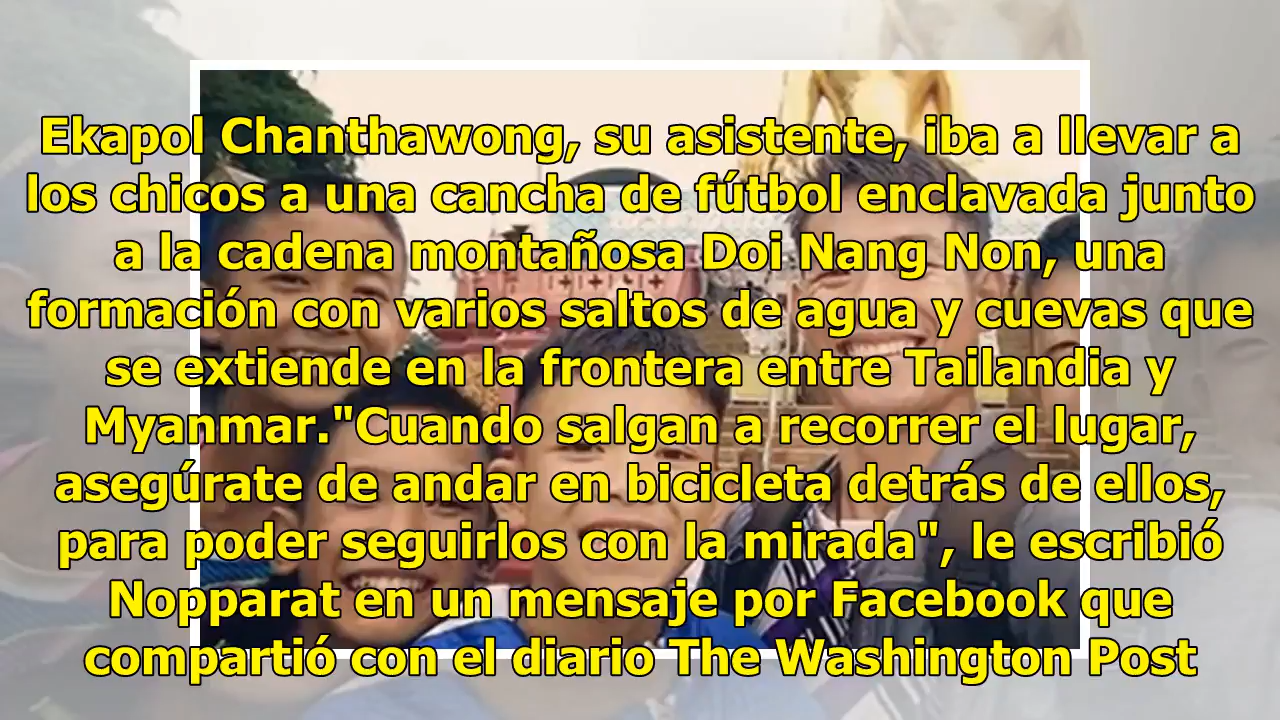 Ekapol Chanthawong, su asistente, iba a llevar a
los chicos a una cancha de fútbol enclavada junto
a la cadena montañosa Doi Nang Non, una
formación con varios saltos de agua y cuevas que
se extiende en la frontera entre Tailandia y
Myanmar."Cuando salgan a recorrer el lugar,
asegúrate de andar en bicicleta detrás de ellos,
para poder seguirlos con la mirada", le escribió
Nopparat en un mensaje por Facebook que
compartió con el diario The Washington Post